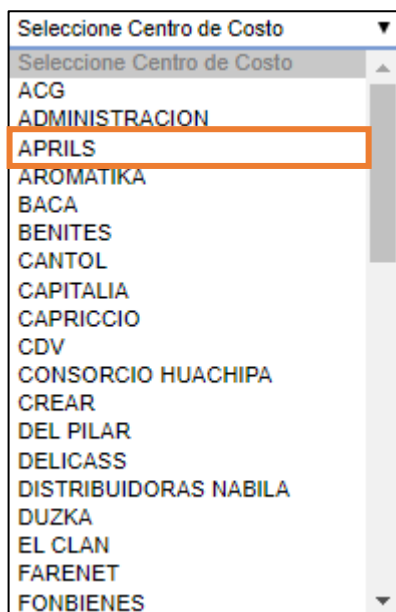 Seleccione Centro de Costo
Seleccione Centro de Costo
ACG
ADMINISTRACION
APRILS
AROMATIKA
BACA
BENITES
CANTOL
CAPITALIA
CAPRICCIO
CDV
CONSORCIO HUACHIPA
CREAR
DEL PILAR
DELICASS
DISTRIBUIDORAS NABILA
DUZKA
EL CLAN
FARENET
FONBIENES